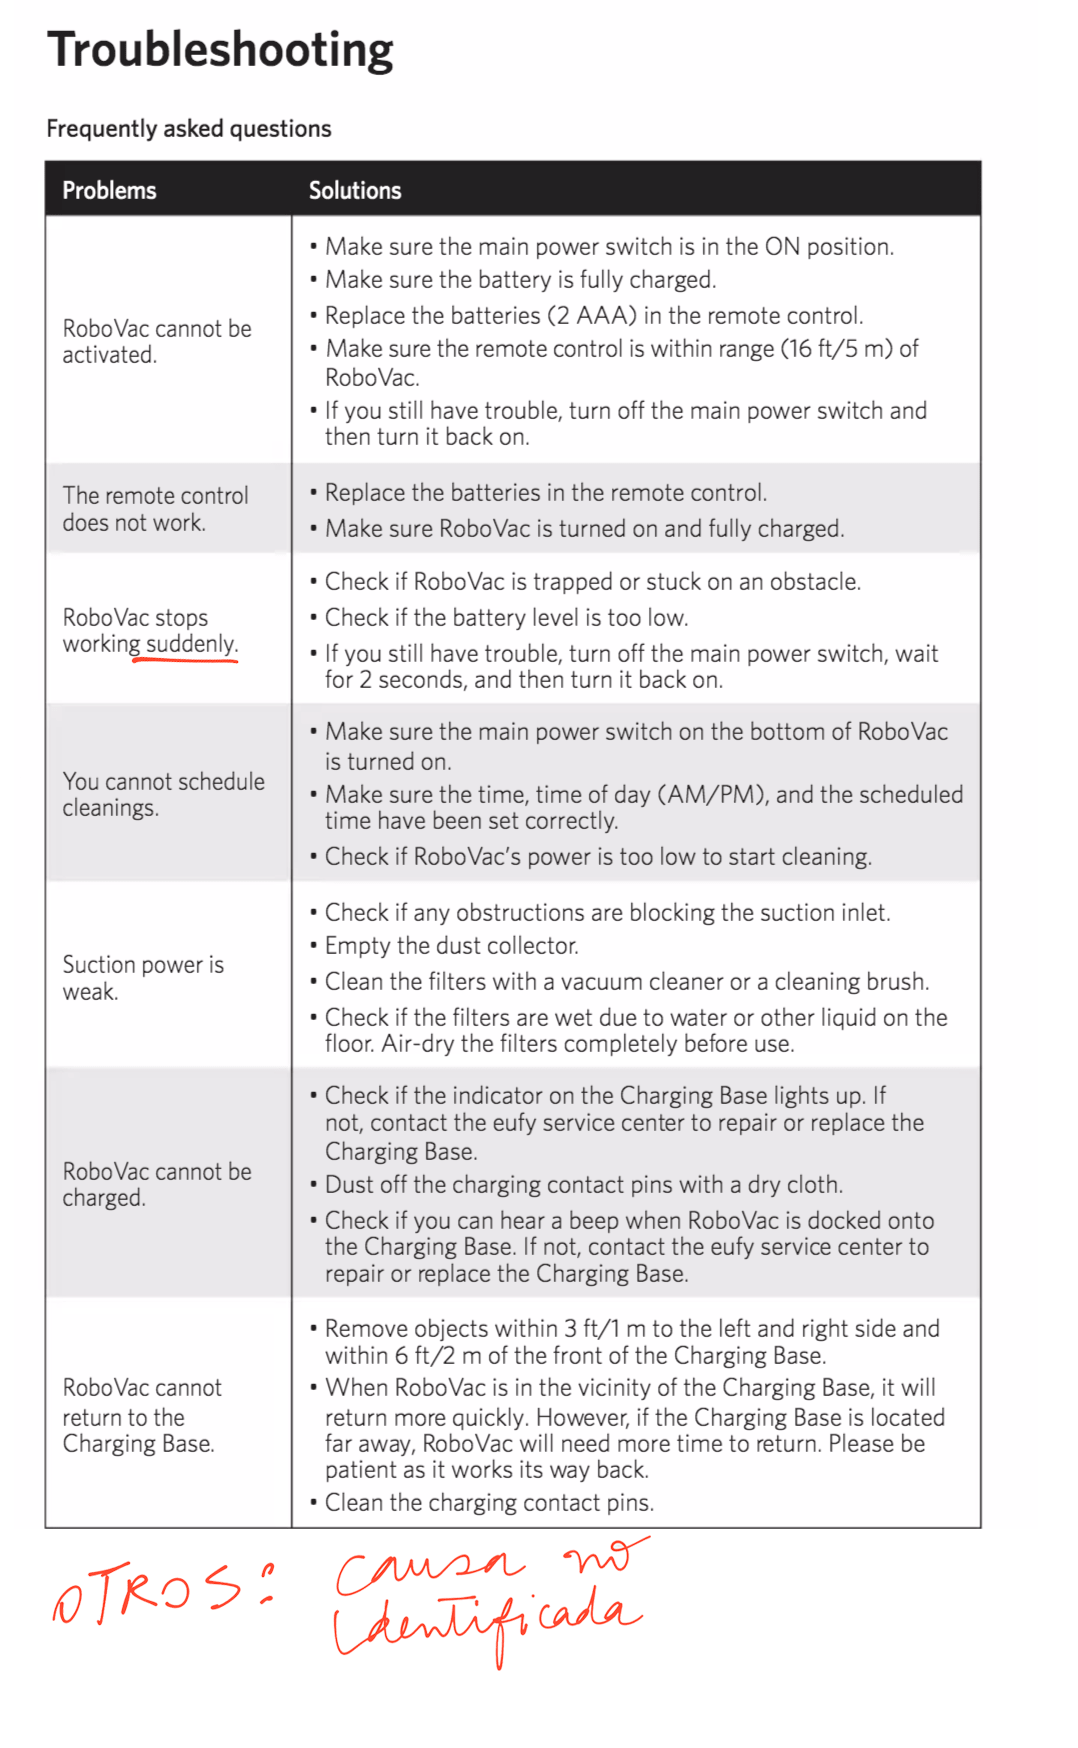 Troubleshooting
Frequently asked questions
Problems
Solutions
RoboVac cannot be
activated.
• Make sure the main power switch is in the ON position.
• Make sure the battery is fully charged.
• Replace the batteries (2 AAA) in the remote control.
• Make sure the remote control is within range (16 ft/5 m) of
RoboVac.
• If you still have trouble, turn off the main power switch and
then turn it back on.
The remote control
does not work.
• Replace the batteries in the remote control.
• Make sure RoboVac is turned on and fully charged.
RoboVac stops
working suddenly.
• Check if RoboVac is trapped or stuck on an obstacle.
• Check if the battery level is too low.
• If you still have trouble, turn off the main power switch, wait
for 2 seconds, and then turn it back on.
You cannot schedule
cleanings.
• Make sure the main power switch on the bottom of RoboVac
is turned on.
• Make sure the time, time of day (AM/PM), and the scheduled
time have been set correctly.
• Check if RoboVac's power is too low to start cleaning.
Suction power is
weak.
• Check if any obstructions are blocking the suction inlet.
• Empty the dust collector.
• Clean the filters with a vacuum cleaner or a cleaning brush.
• Check if the filters are wet due to water or other liquid on the
floor. Air-dry the filters completely before use.
RoboVac cannot be
charged.
• Check if the indicator on the Charging Base lights up. If
not, contact the eufy service center to repair or replace the
Charging Base.
• Dust off the charging contact pins with a dry cloth.
• Check if you can hear a beep when RoboVac is docked onto
the Charging Base. If not, contact the eufy service center to
repair or replace the Charging Base.
RoboVac cannot
return to the
Charging Base.
• Remove objects within 3 ft/1 m to the left and right side and
within 6 ft/2 m of the front of the Charging Base.
• When RoboVac is in the vicinity of the Charging Base, it will
return more quickly. However, if the Charging Base is located
far away, RoboVac will need more time to return. Please be
patient as it works its way back.
• Clean the charging contact pins.
OTROS: causa no
Identificada